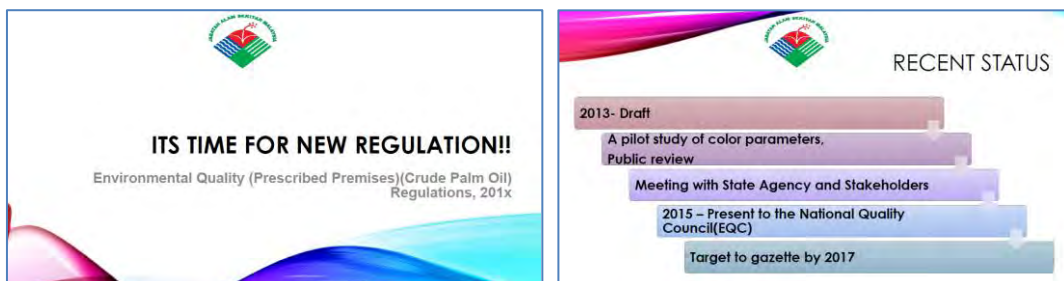 ITS TIME FOR NEW REGULATION!!
Environmental Quality (Prescribed Premises)(Crude Palm Oil)
Regulations, 201x
RECENT STATUS
2013- Draft
A pilot study of color parameters,
Public review
Meeting with State Agency and Stakeholders
2015 – Present to the National Quality
Council(EQC)
Target to gazette by 2017